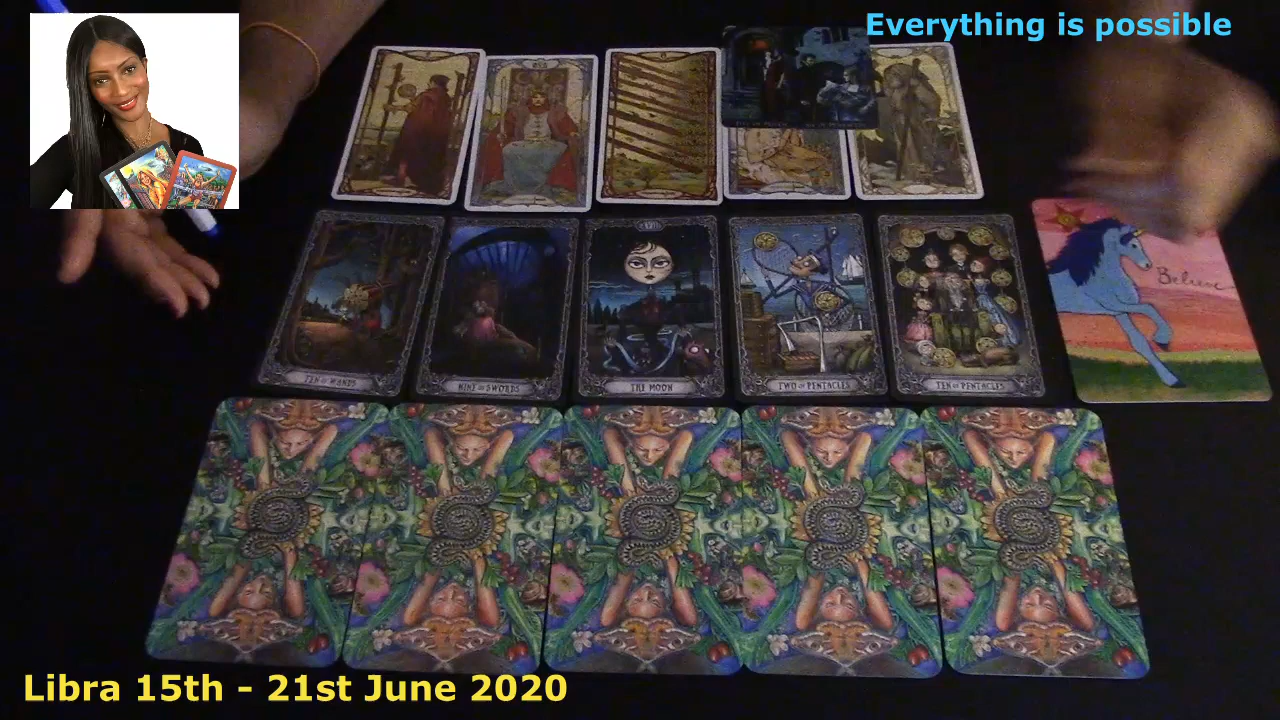 Everything is possible
XVIII
TEN OF WANDS
NINE OF SWORDS
THE MOON
TWO OF PENTACLES
TEN OF PENTACLES
Believe
Libra 15th - 21st June 2020